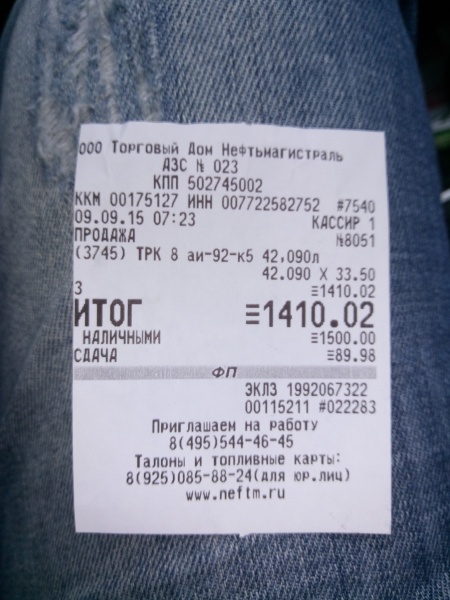 ООО Торговый Дом Нефтьмагистраль
АЗС № 023
КПП 502745002
ККМ 00175127 ИНН 007722582752 #7540
09.09.15 07:23 КАССИР 1
ПРОДАЖА №8051
(3745) ТРК 8 аи-92-к5 42,090л
42.090 X 33.50
3 ≡1410.02
ИТОГ ≡1410.02
НАЛИЧНЫМИ ≡1500.00
СДАЧА ≡89.98
ФП
ЭКЛЗ 1992067322
00115211 #022283
Приглашаем на работу
8(495)544-46-45
Талоны и топливные карты:
8(925)085-88-24(для юр.лиц)
www.neftm.ru